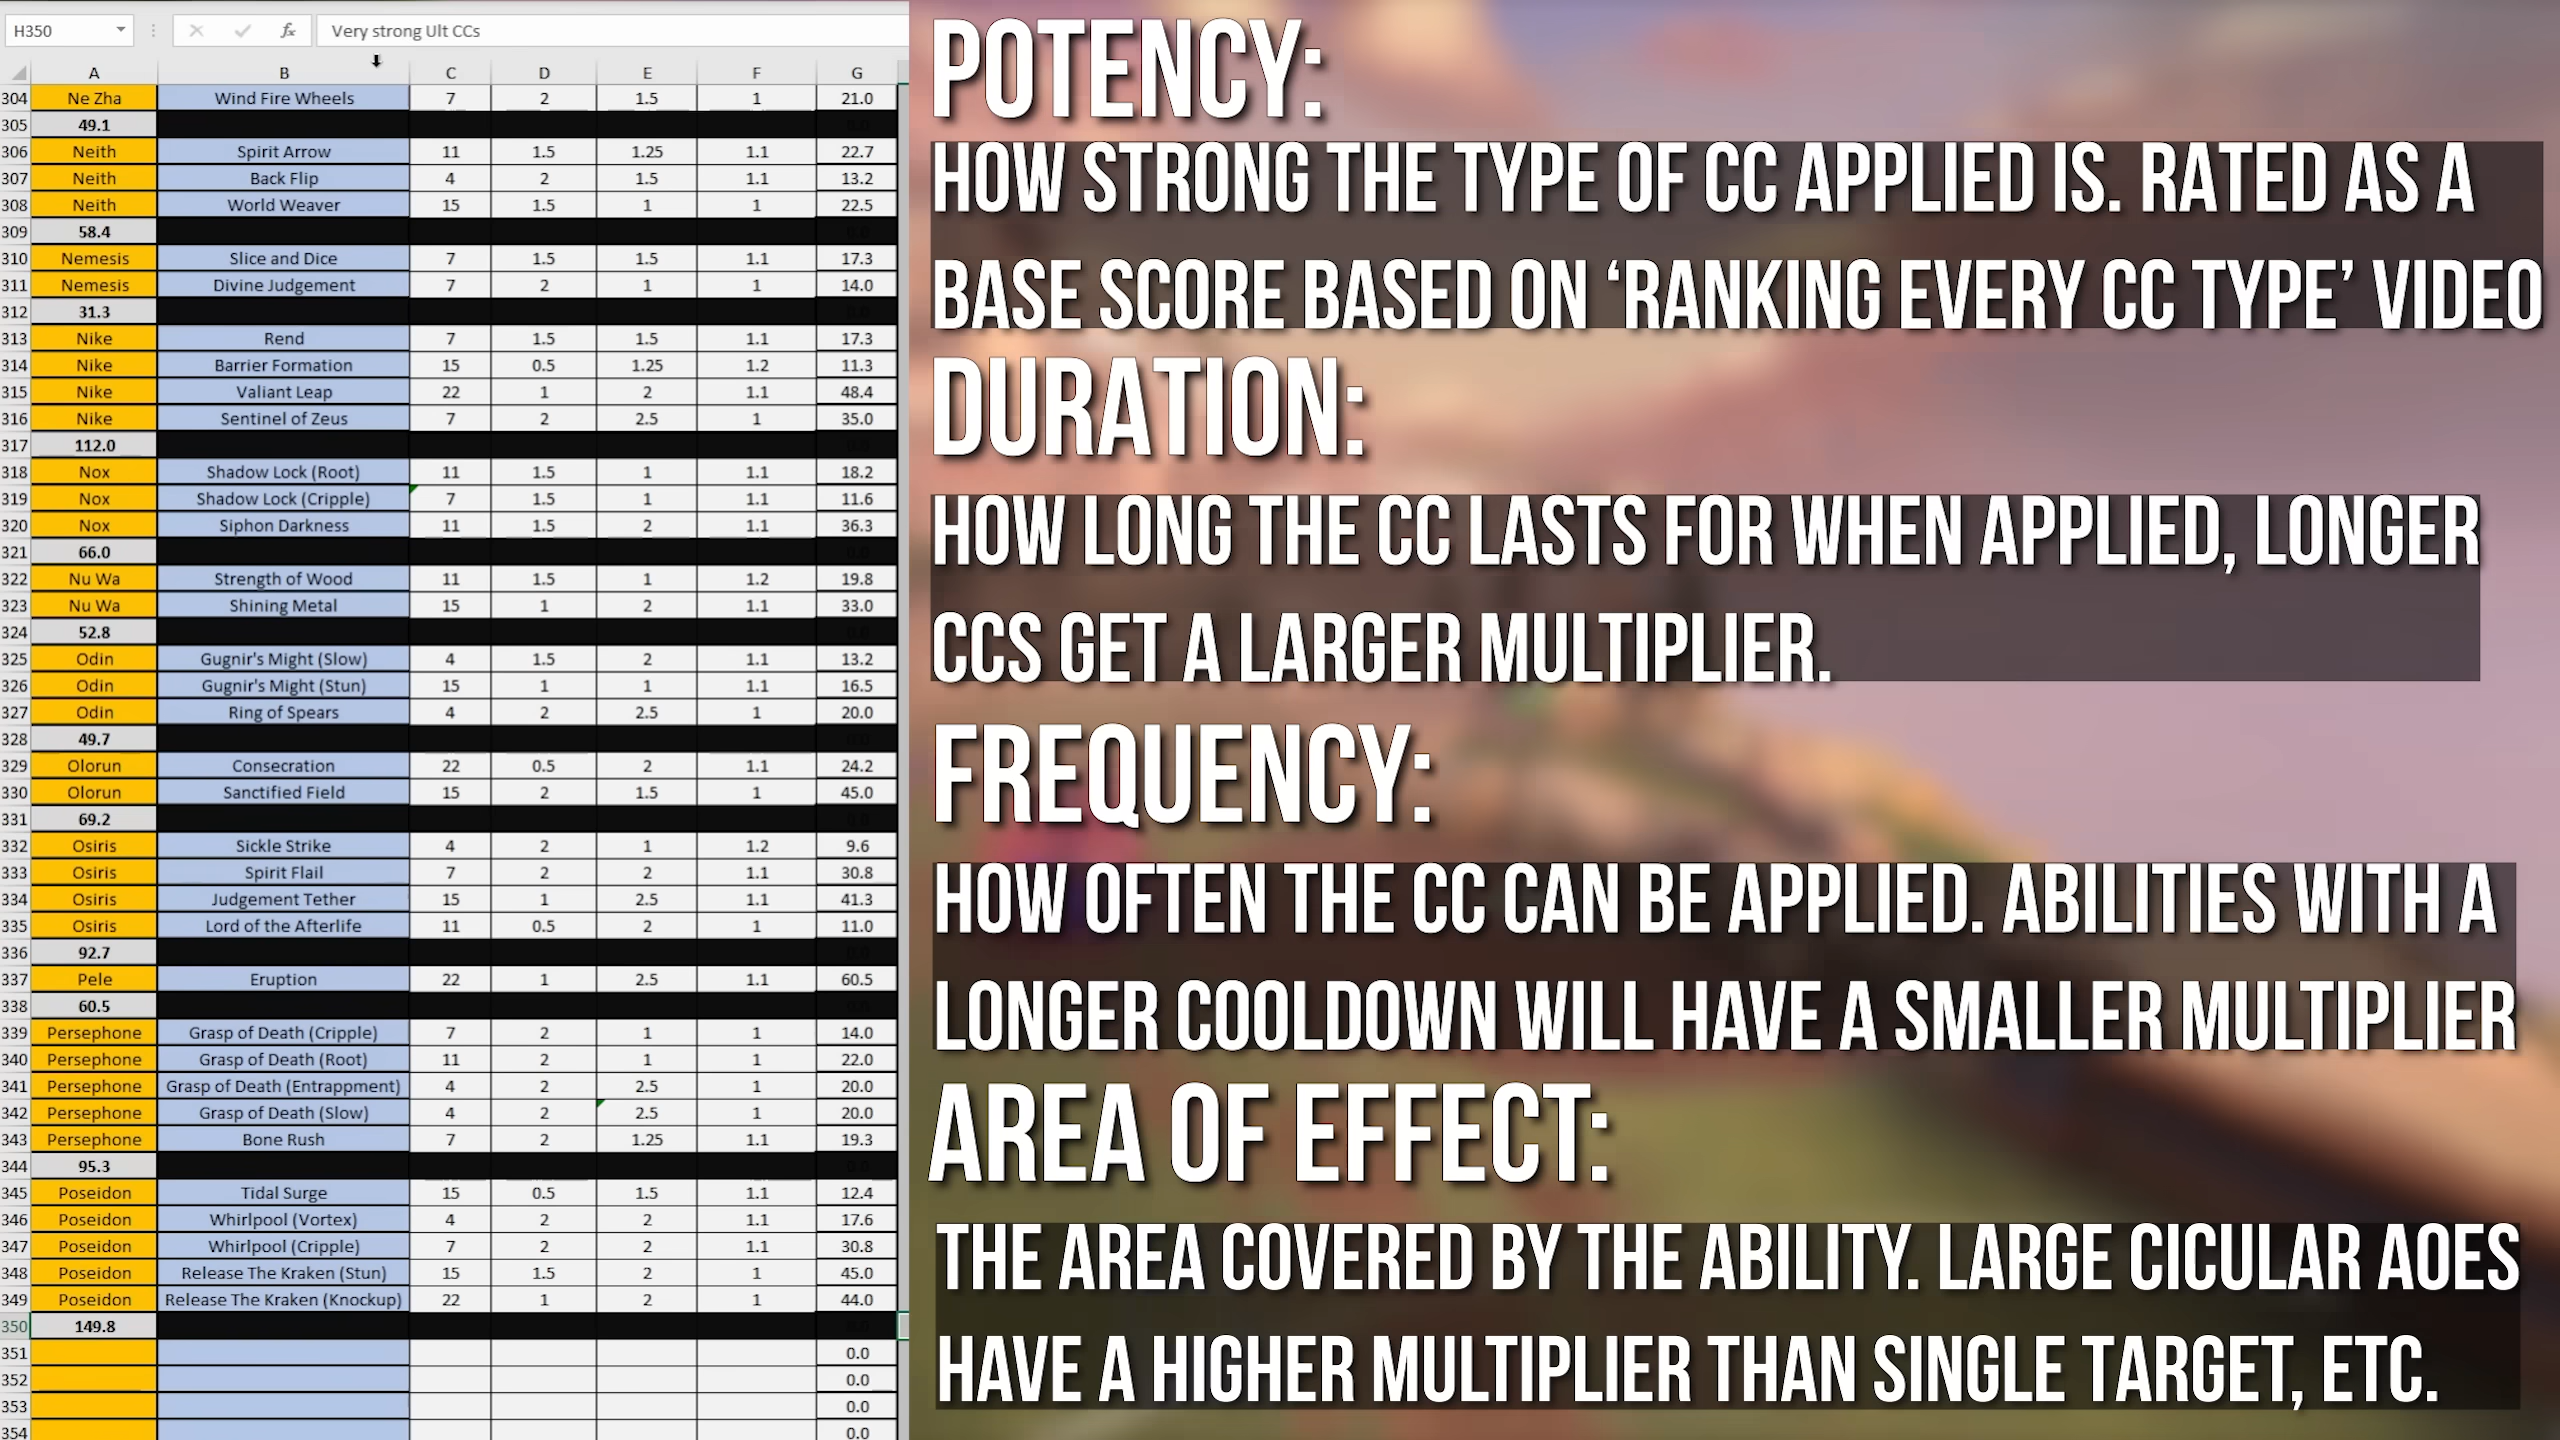 H350 fx Very strong Ult CCs
A B C D E F G
304 Ne Zha Wind Fire Wheels 7 2 1.5 1 21.0
305 49.1
306 Neith Spirit Arrow 11 1.5 1.25 1.1 22.7
307 Neith Back Flip 4 2 1.5 1.1 13.2
308 Neith World Weaver 15 1.5 1 1 22.5
309 58.4
310 Nemesis Slice and Dice 7 1.5 1.5 1.1 17.3
311 Nemesis Divine Judgement 7 2 1 1 14.0
312 31.3
313 Nike Rend 7 1.5 1.5 1.1 17.3
314 Nike Barrier Formation 15 0.5 1.25 1.2 11.3
315 Nike Valiant Leap 22 1 2 1.1 48.4
316 Nike Sentinel of Zeus 7 2 2.5 1 35.0
317 112.0
318 Nox Shadow Lock (Root) 11 1.5 1 1.1 18.2
319 Nox Shadow Lock (Cripple) 7 1.5 1 1.1 11.6
320 Nox Siphon Darkness 11 1.5 2 1.1 36.3
321 66.0
322 Nu Wa Strength of Wood 11 1.5 1 1.2 19.8
323 Nu Wa Shining Metal 15 1 2 1.1 33.0
324 52.8
325 Odin Gugnir's Might (Slow) 4 1.5 2 1.1 13.2
326 Odin Gugnir's Might (Stun) 15 1 1 1.1 16.5
327 Odin Ring of Spears 4 2 2.5 1 20.0
328 49.7
329 Olorun Consecration 22 0.5 2 1.1 24.2
330 Olorun Sanctified Field 15 2 1.5 1 45.0
331 69.2
332 Osiris Sickle Strike 4 2 1 1.2 9.6
333 Osiris Spirit Flail 7 2 2 1.1 30.8
334 Osiris Judgement Tether 15 1 2.5 1.1 41.3
335 Osiris Lord of the Afterlife 11 0.5 2 1 11.0
336 92.7
337 Pele Eruption 22 1 2.5 1.1 60.5
338 60.5
339 Persephone Grasp of Death (Cripple) 7 2 1 1 14.0
340 Persephone Grasp of Death (Root) 11 2 1 1 22.0
341 Persephone Grasp of Death (Entrappment) 4 2 2.5 1 20.0
342 Persephone Grasp of Death (Slow) 4 2 2.5 1 20.0
343 Persephone Bone Rush 7 2 1.25 1.1 19.3
344 95.3
345 Poseidon Tidal Surge 15 0.5 1.5 1.1 12.4
346 Poseidon Whirlpool (Vortex) 4 2 2 1.1 17.6
347 Poseidon Whirlpool (Cripple) 7 2 2 1.1 30.8
348 Poseidon Release The Kraken (Stun) 15 1.5 2 1 45.0
349 Poseidon Release The Kraken (Knockup) 22 1 2 1 44.0
350 149.8
351 0.0
352 0.0
353 0.0
354 0.0
POTENCY:
HOW STRONG THE TYPE OF CC APPLIED IS. RATED AS A
BASE SCORE BASED ON ‘RANKING EVERY CC TYPE’ VIDEO
DURATION:
HOW LONG THE CC LASTS FOR WHEN APPLIED, LONGER
CCS GET A LARGER MULTIPLIER.
FREQUENCY:
HOW OFTEN THE CC CAN BE APPLIED. ABILITIES WITH A
LONGER COOLDOWN WILL HAVE A SMALLER MULTIPLIER
AREA OF EFFECT:
THE AREA COVERED BY THE ABILITY. LARGE CICULAR AOES
HAVE A HIGHER MULTIPLIER THAN SINGLE TARGET, ETC.